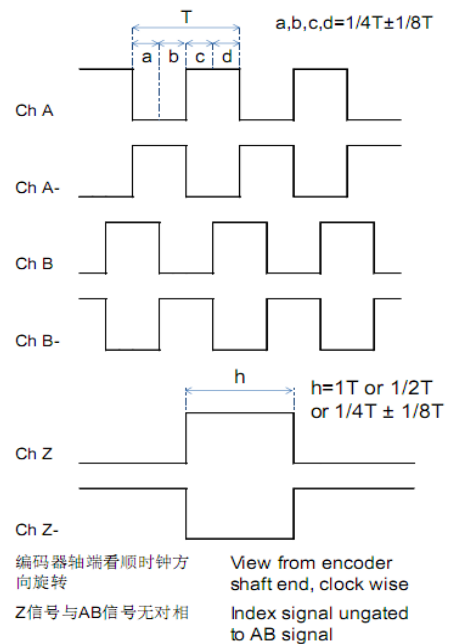 T
a,b,c,d=1/4T±1/8T
a b c d
Ch A
Ch A-
Ch B
Ch B-
h
h=1T or 1/2T
or 1/4T ± 1/8T
Ch Z
Ch Z-
编码器轴端看顺时钟方
向旋转
View from encoder
shaft end, clock wise
Z信号与AB信号无对相
Index signal ungated
to AB signal